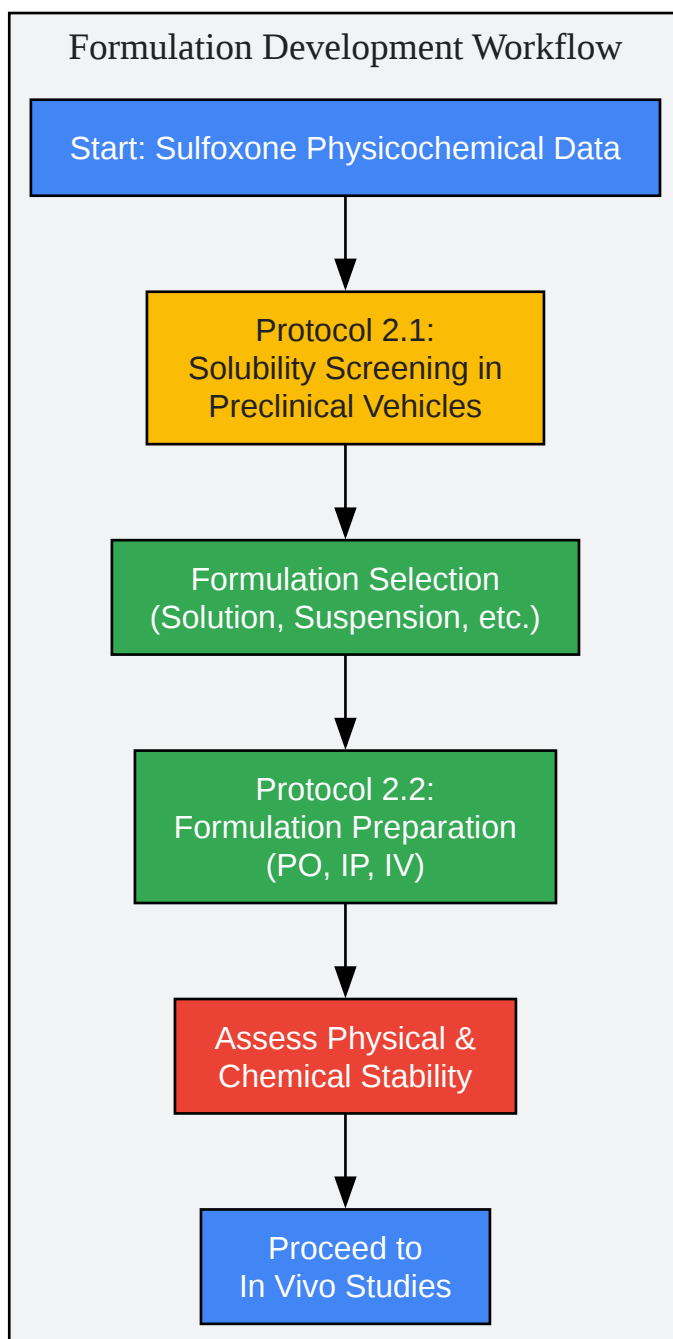 Formulation Development Workflow
Start: Sulfoxone Physicochemical Data
Protocol 2.1:
Solubility Screening in
Preclinical Vehicles
Formulation Selection
(Solution, Suspension, etc.)
Protocol 2.2:
Formulation Preparation
(PO, IP, IV)
Assess Physical &
Chemical Stability
Proceed to
In Vivo Studies